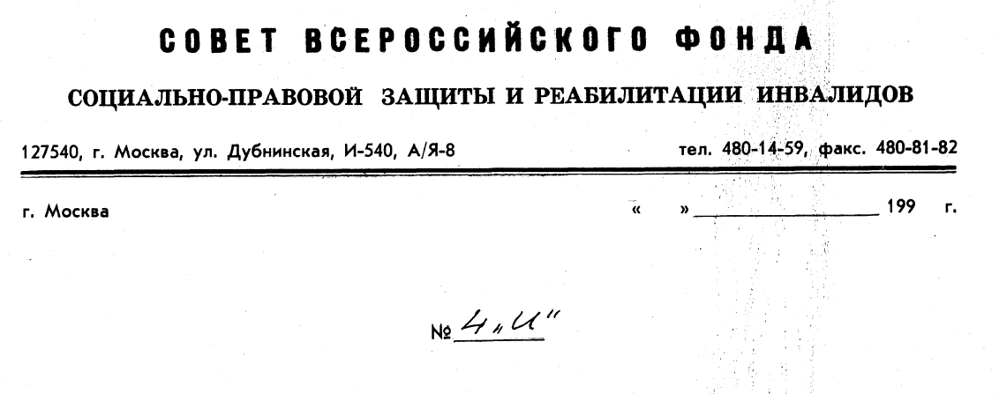 СОВЕТ ВСЕРОССИЙСКОГО ФОНДА
СОЦИАЛЬНО-ПРАВОВОЙ ЗАЩИТЫ И РЕАБИЛИТАЦИИ ИНВАЛИДОВ
127540, г. Москва, ул. Дубнинская, И-540, А/Я-8 тел. 480-14-59, факс. 480-81-82
г. Москва « »________________ 199 г.
№ 4 „И“